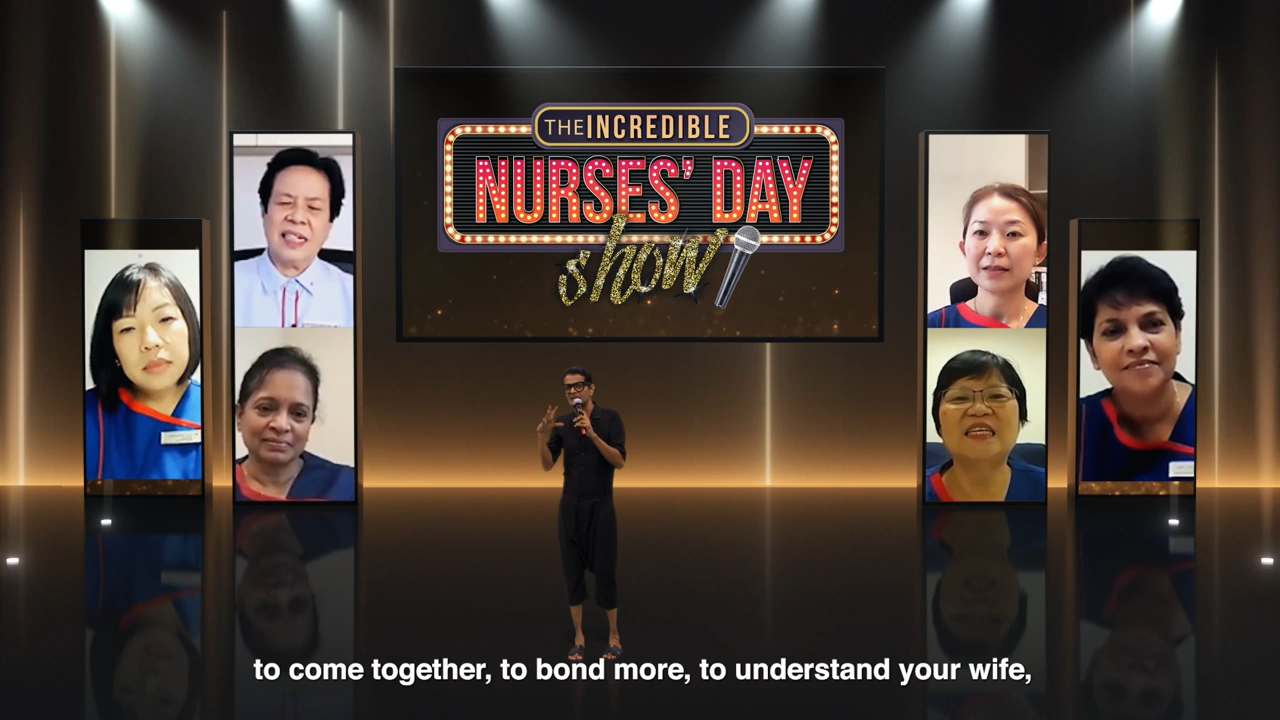 THE INCREDIBLE
NURSES' DAY
show
to come together, to bond more, to understand your wife,